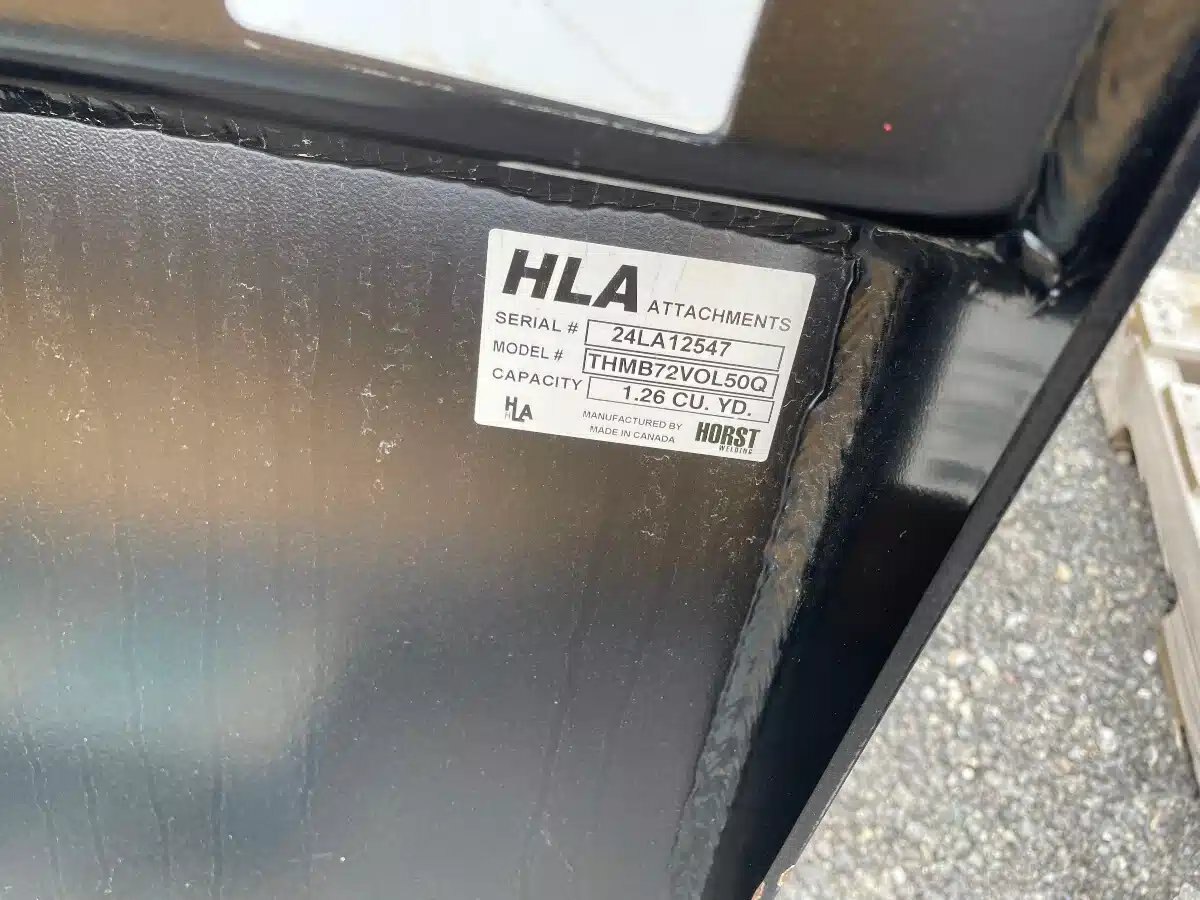 HLA ATTACHMENTS
SERIAL # 24LA12547
MODEL # THMB72VOL50Q
CAPACITY 1.26 CU. YD.
HLA
MANUFACTURED BY
MADE IN CANADA
HORST
WELDING